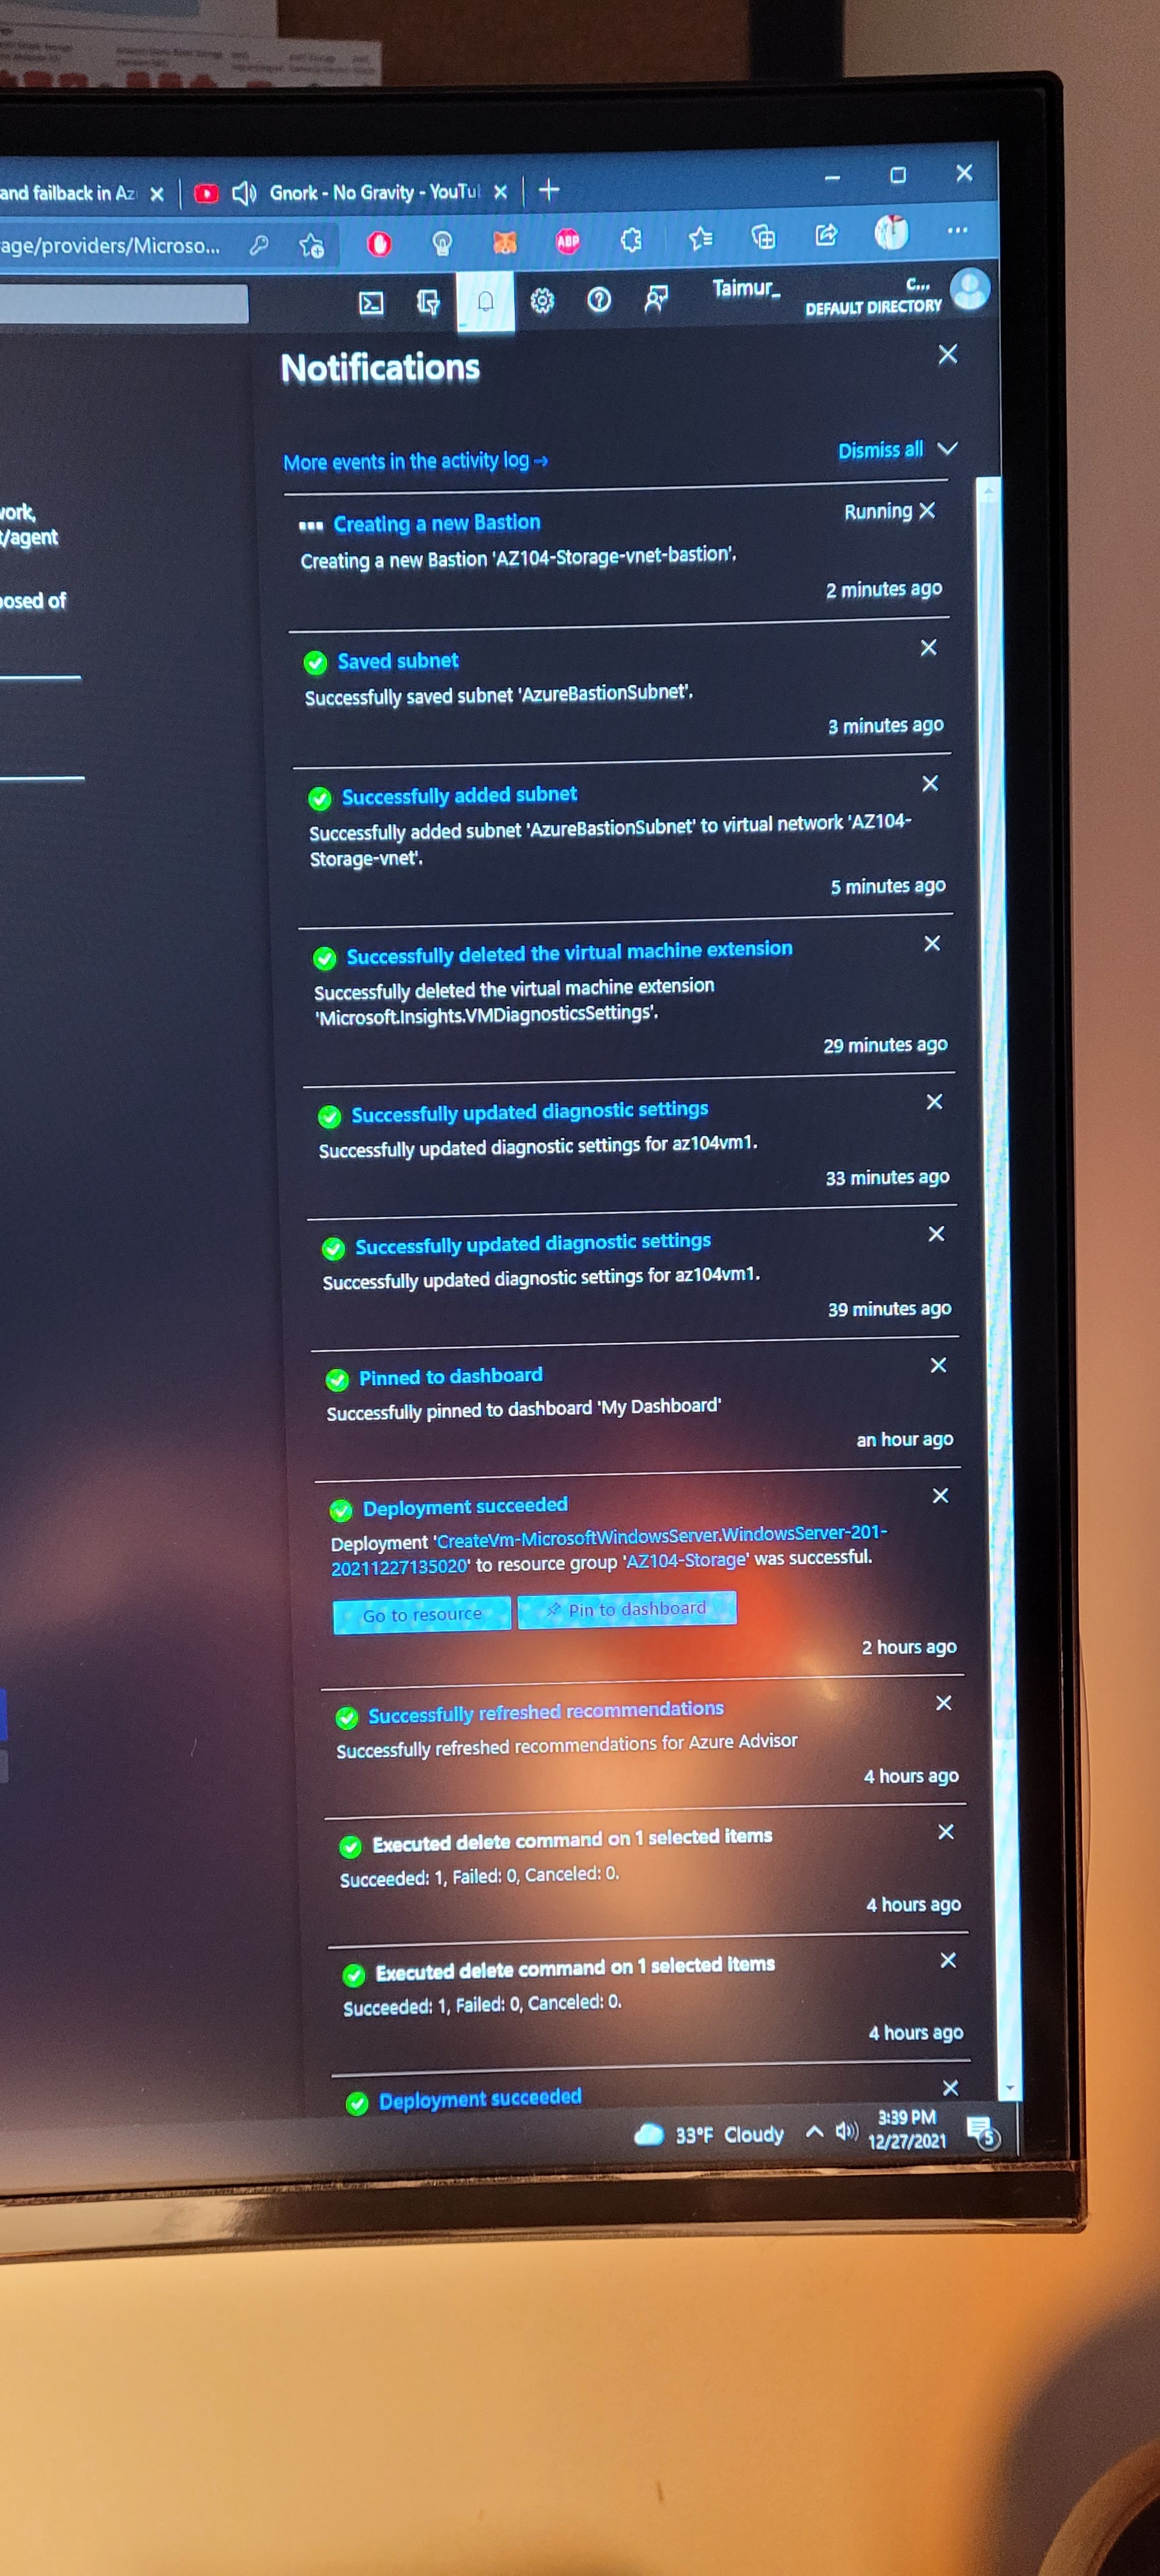 and failback in Az
Gnork - No Gravity - YouTu
age/providers/Microso...
ABP
Taimur_
C...
DEFAULT DIRECTORY
Notifications
More events in the activity log →
Dismiss all
work,
t/agent
posed of
Creating a new Bastion
Running
Creating a new Bastion 'AZ104-Storage-vnet-bastion'.
2 minutes ago
Saved subnet
Successfully saved subnet 'AzureBastionSubnet'.
3 minutes ago
Successfully added subnet
Successfully added subnet 'AzureBastionSubnet' to virtual network 'AZ104-
Storage-vnet'.
5 minutes ago
Successfully deleted the virtual machine extension
Successfully deleted the virtual machine extension
'Microsoft.Insights.VMDiagnosticsSettings'.
29 minutes ago
Successfully updated diagnostic settings
Successfully updated diagnostic settings for az104vm1.
33 minutes ago
Successfully updated diagnostic settings
Successfully updated diagnostic settings for az104vm1.
39 minutes ago
Pinned to dashboard
Successfully pinned to dashboard 'My Dashboard'
an hour ago
Deployment succeeded
Deployment 'CreateVm-MicrosoftWindowsServer.WindowsServer-201-
20211227135020' to resource group 'AZ104-Storage' was successful.
Go to resource
Pin to dashboard
2 hours ago
Successfully refreshed recommendations
Successfully refreshed recommendations for Azure Advisor
4 hours ago
Executed delete command on 1 selected items
Succeeded: 1, Failed: 0, Canceled: 0.
4 hours ago
Executed delete command on 1 selected items
Succeeded: 1, Failed: 0, Canceled: 0.
4 hours ago
Deployment succeeded
33°F Cloudy
3:39 PM
12/27/2021
5